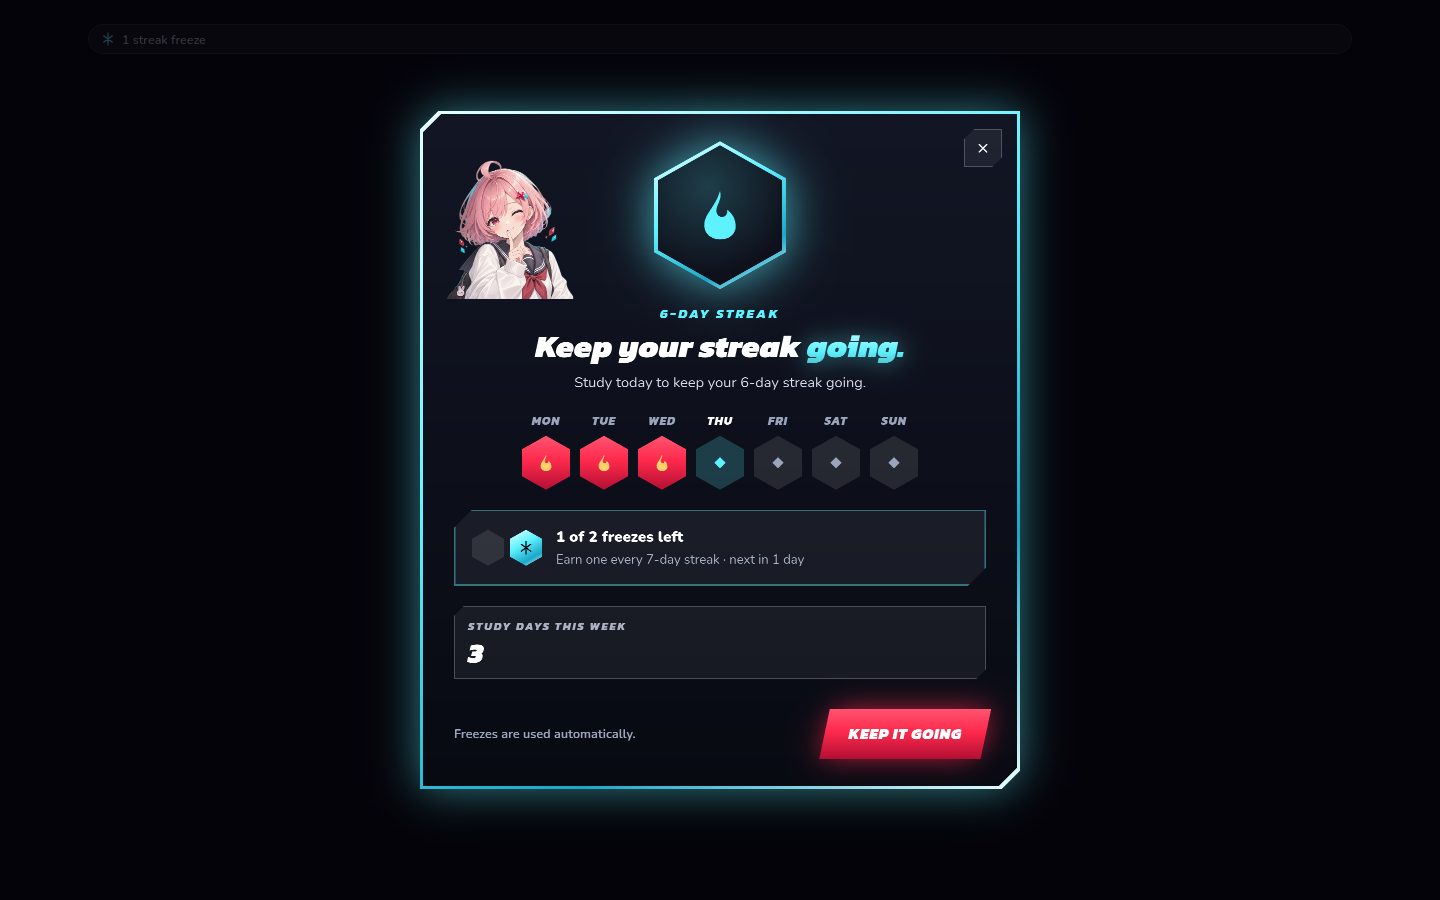 1 streak freeze
6-DAY STREAK
Keep your streak going.
Study today to keep your 6-day streak going.
MON TUE WED THU FRI SAT SUN
1 of 2 freezes left
Earn one every 7-day streak · next in 1 day
STUDY DAYS THIS WEEK
3
Freezes are used automatically.
KEEP IT GOING